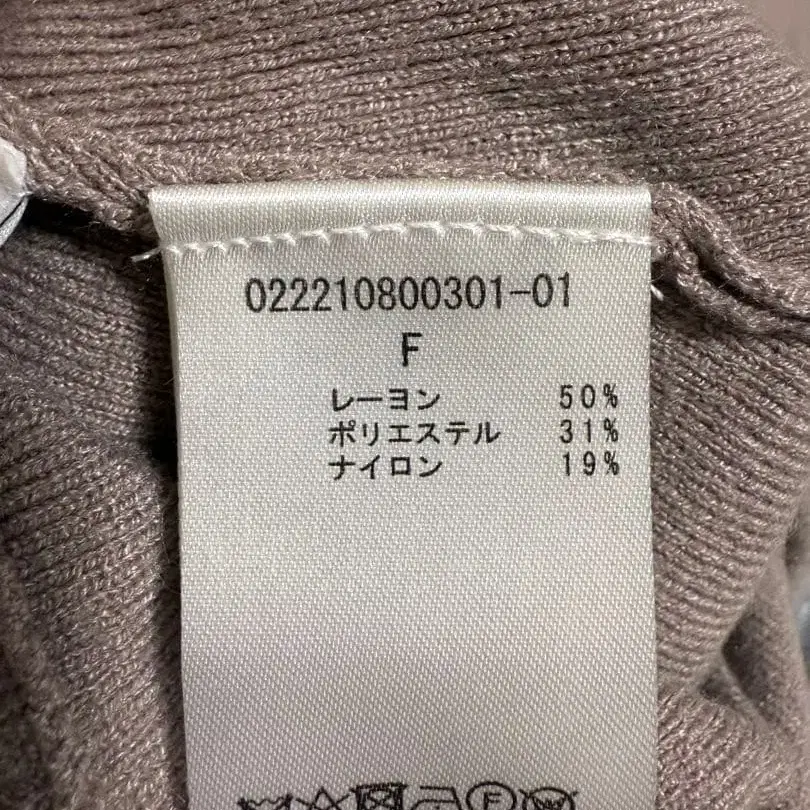 022210800301-01
F
レーヨン 50%
ポリエステル 31%
ナイロン 19%
F